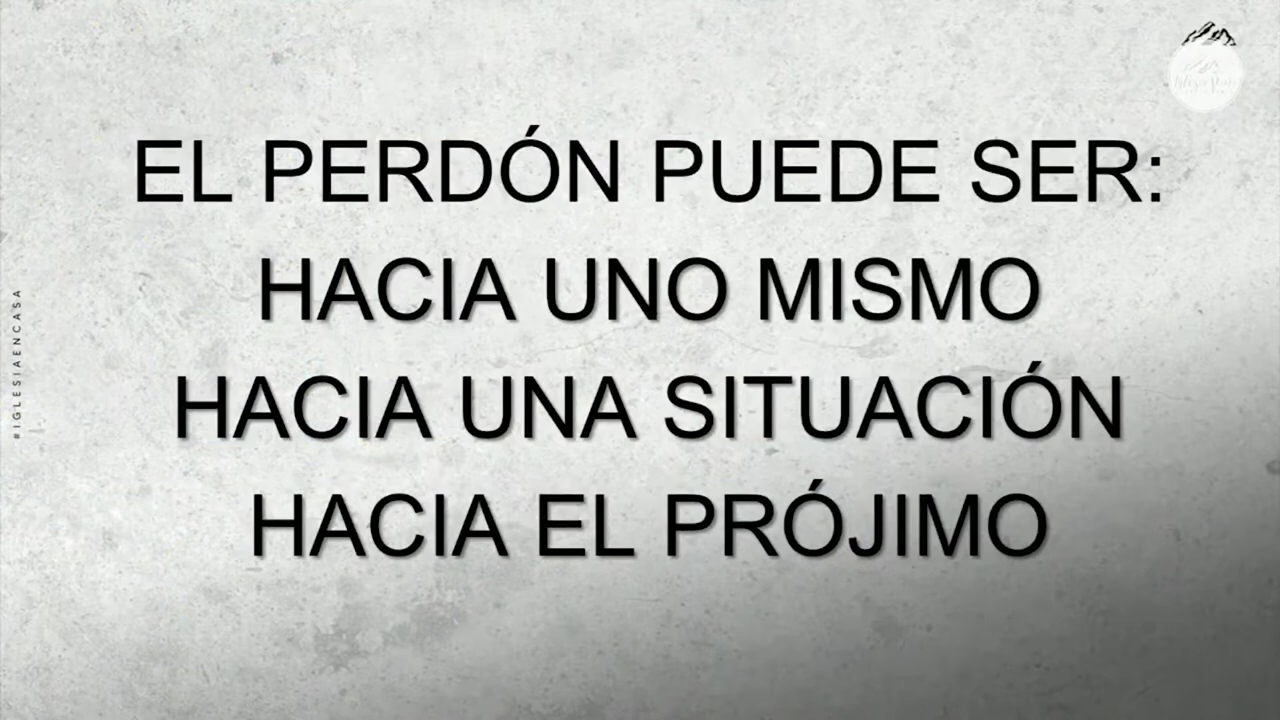 EL PERDÓN PUEDE SER:
HACIA UNO MISMO
HACIA UNA SITUACIÓN
HACIA EL PRÓJIMO
#IGLESIAENCASA